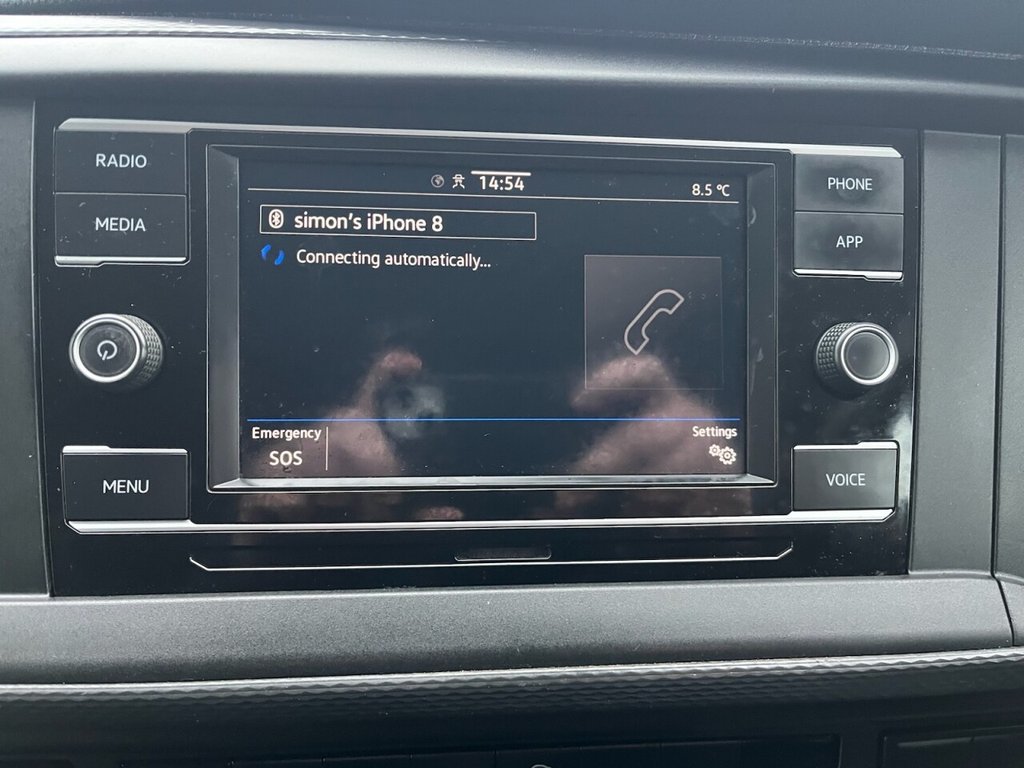 RADIO
MEDIA
MENU
14:54
8.5 °C
simon's iPhone 8
Connecting automatically...
Emergency
SOS
Settings
PHONE
APP
VOICE